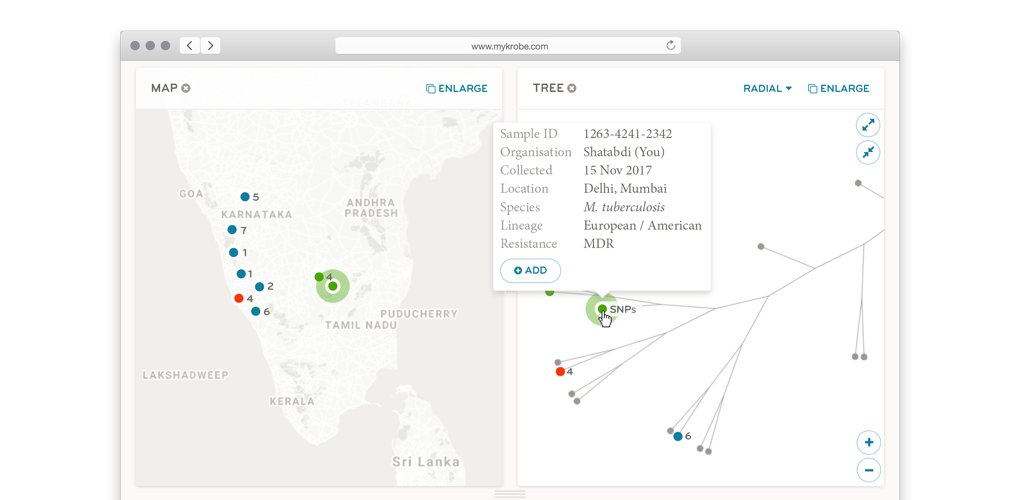 www.mykrobe.com
MAP
ENLARGE
TELANGANA
GOA
5
KARNATAKA
ANDHRA
PRADESH
7
1
1
4
2
4
6
PUDUCHERRY
TAMIL NADU
LAKSHADWEEP
KERALA
Sri Lanka
TREE
RADIAL
ENLARGE
Sample ID 1263-4241-2342
Organisation Shatabdi (You)
Collected 15 Nov 2017
Location Delhi, Mumbai
Species M. tuberculosis
Lineage European / American
Resistance MDR
ADD
SNPs
4
6